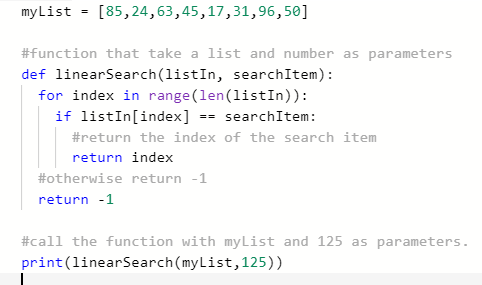 myList = [85,24,63,45,17,31,96,50]
#function that take a list and number as parameters
def linearSearch(listIn, searchItem):
for index in range(len(listIn)):
if listIn[index] == searchItem:
#return the index of the search item
return index
#otherwise return -1
return -1
#call the function with myList and 125 as parameters.
print(linearSearch(myList,125))